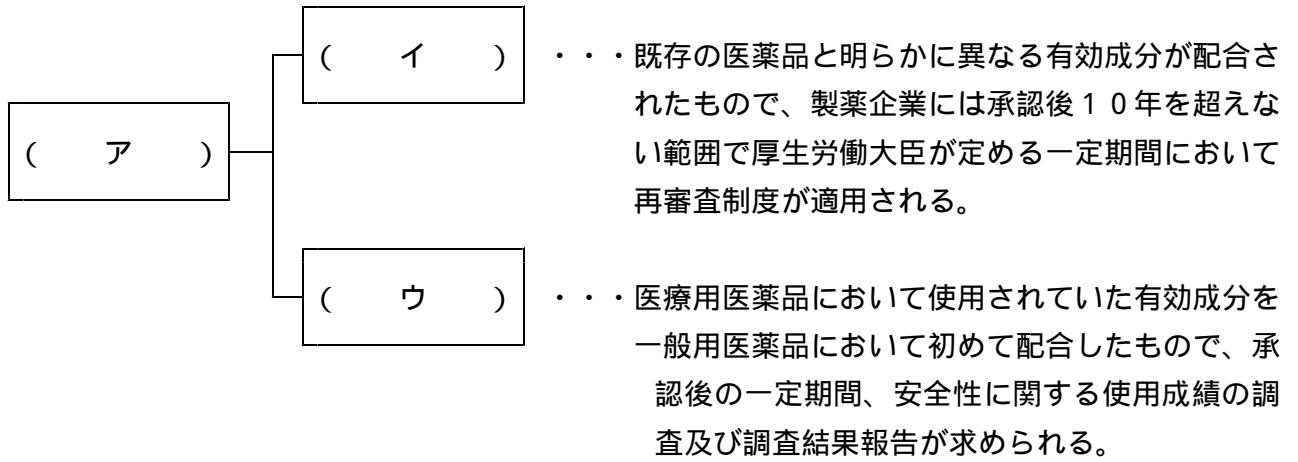 ( イ )
・・・既存の医薬品と明らかに異なる有効成分が配合さ
れたもので、製薬企業には承認後10年を超えな
い範囲で厚生労働大臣が定める一定期間において
再審査制度が適用される。
( ア )
( ウ )
・・・医療用医薬品において使用されていた有効成分を
一般用医薬品において初めて配合したもので、承
認後の一定期間、安全性に関する使用成績の調
査及び調査結果報告が求められる。